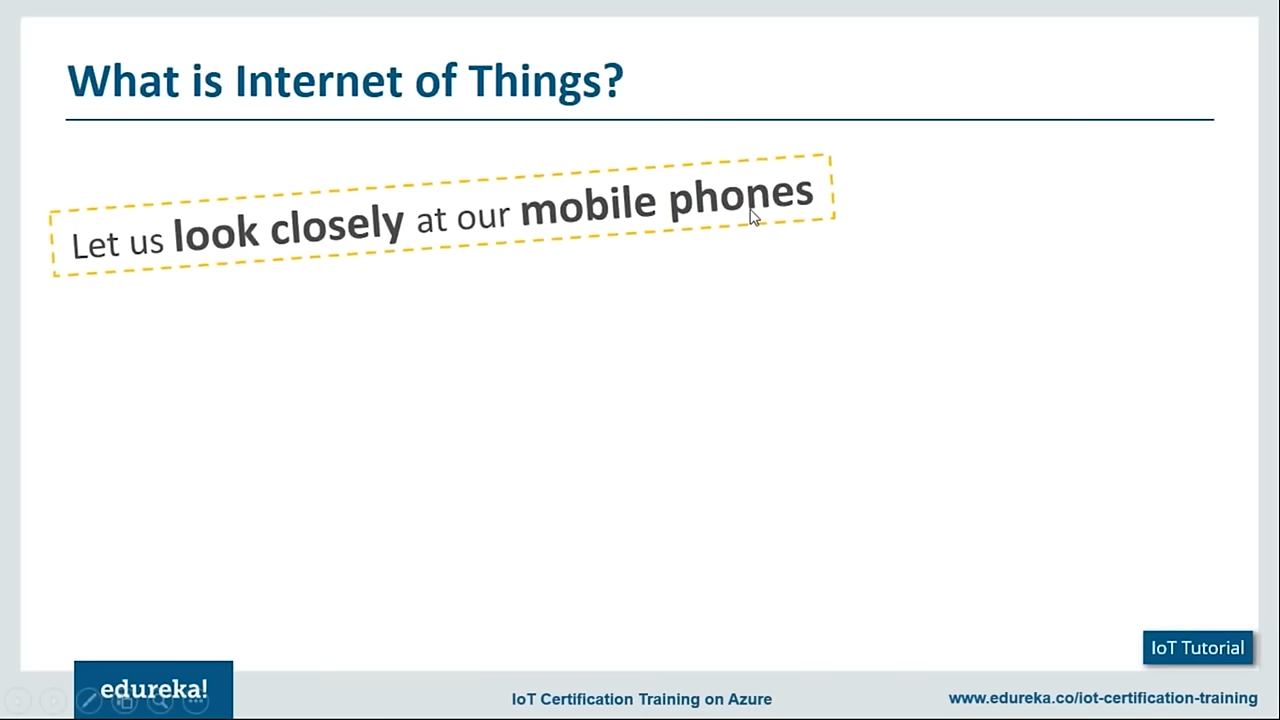 What is Internet of Things?
Let us look closely at our mobile phones
IoT Tutorial
edureka!
IoT Certification Training on Azure
www.edureka.co/iot-certification-training